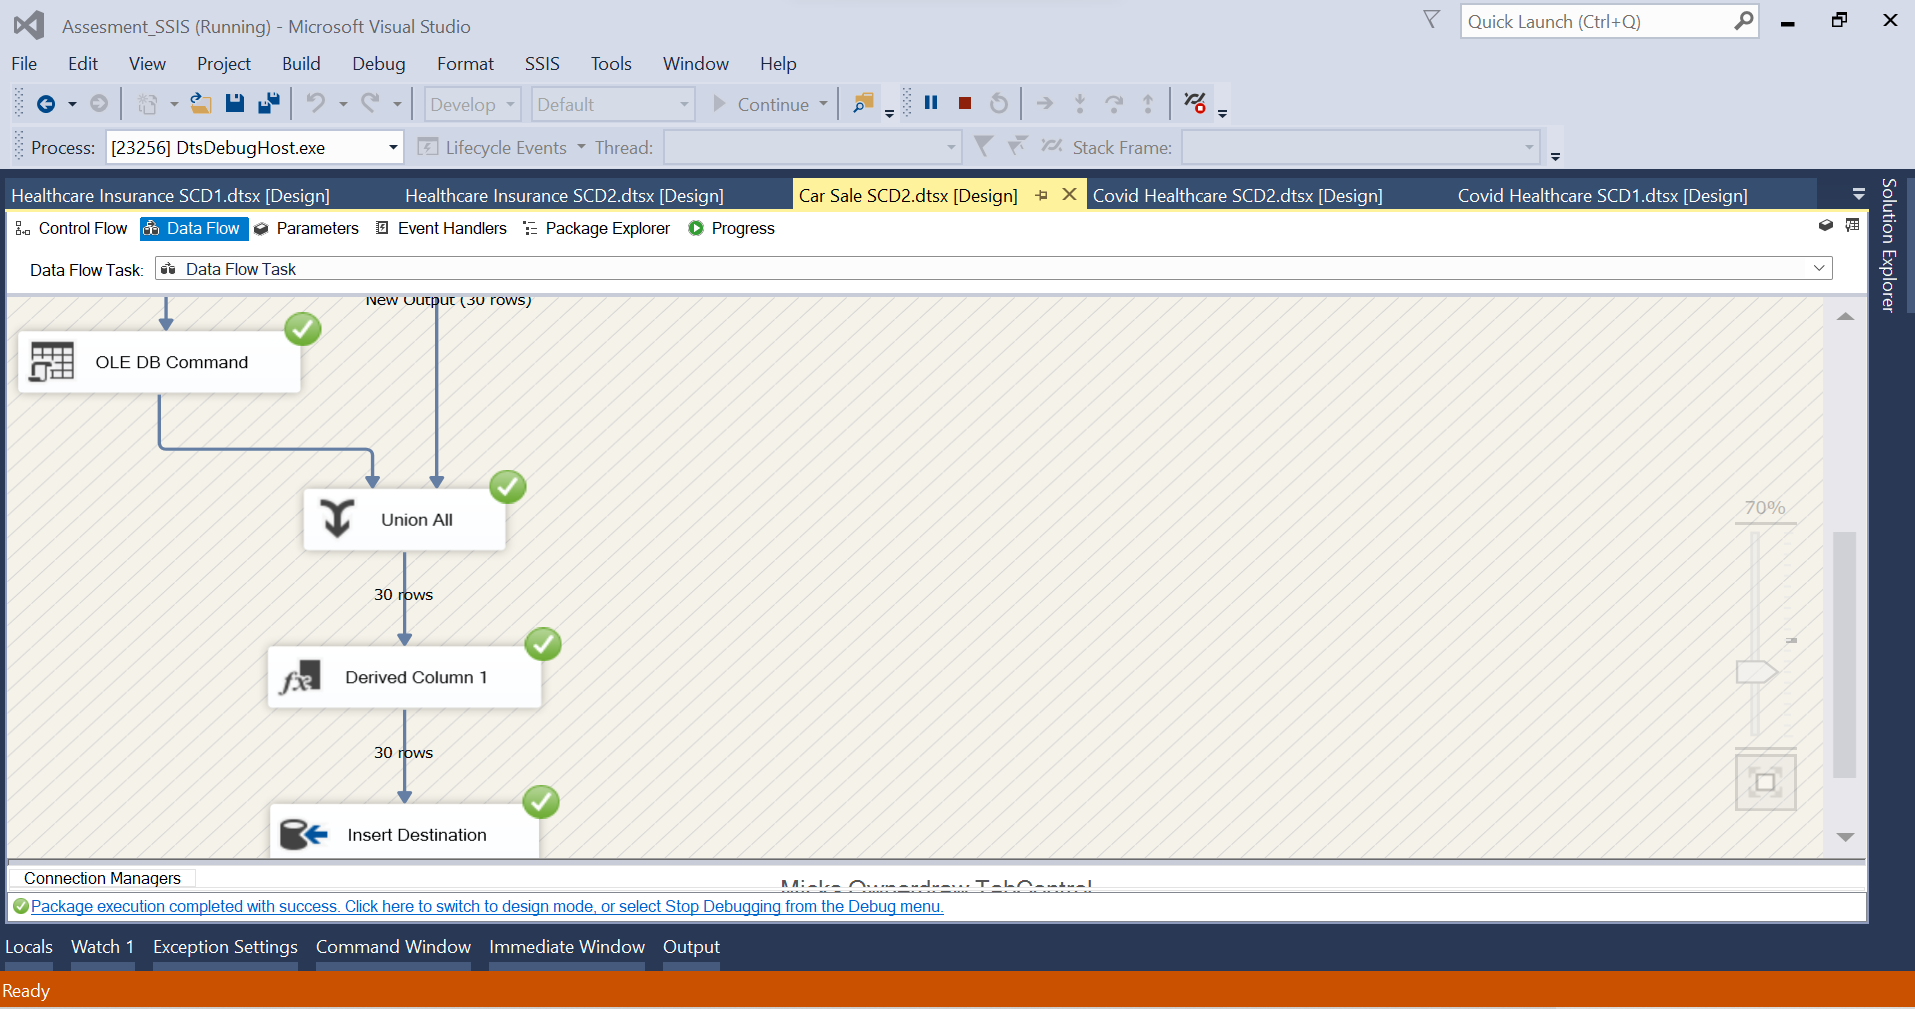 Assesment_SSIS (Running) - Microsoft Visual Studio
Quick Launch (Ctrl+Q)
File Edit View Project Build Debug Format SSIS Tools Window Help
Develop Default Continue
Process: [23256] DtsDebugHost.exe Lifecycle Events Thread: Stack Frame:
Healthcare Insurance SCD1.dtsx [Design] Healthcare Insurance SCD2.dtsx [Design] Car Sale SCD2.dtsx [Design] Covid Healthcare SCD2.dtsx [Design] Covid Healthcare SCD1.dtsx [Design]
Solution Explorer
Control Flow Data Flow Parameters Event Handlers Package Explorer Progress
Data Flow Task: Data Flow Task
New Output (30 rows)
OLE DB Command
Union All
70%
30 rows
Derived Column 1
30 rows
Insert Destination
Connection Managers
Micks Ownerdraw TabControl
Package execution completed with success. Click here to switch to design mode, or select Stop Debugging from the Debug menu.
Locals Watch 1 Exception Settings Command Window Immediate Window Output
Ready